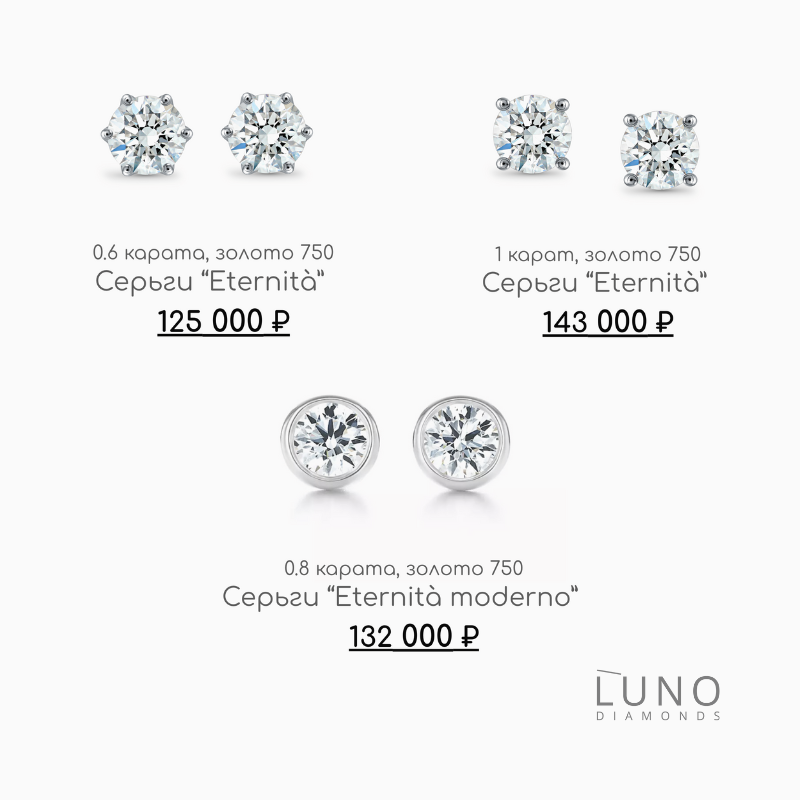 0.6 карата, золото 750
Серьги “Eternità”
125 000 ₽
1 карат, золото 750
Серьги “Eternità”
143 000 ₽
0.8 карата, золото 750
Серьги “Eternità moderno”
132 000 ₽
LUNO
DIAMONDS